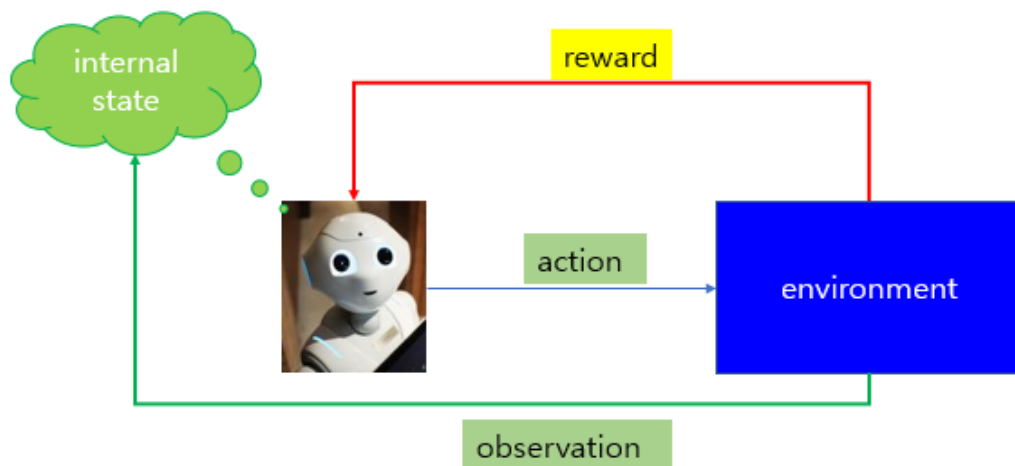 reward
internal
state
action
environment
observation